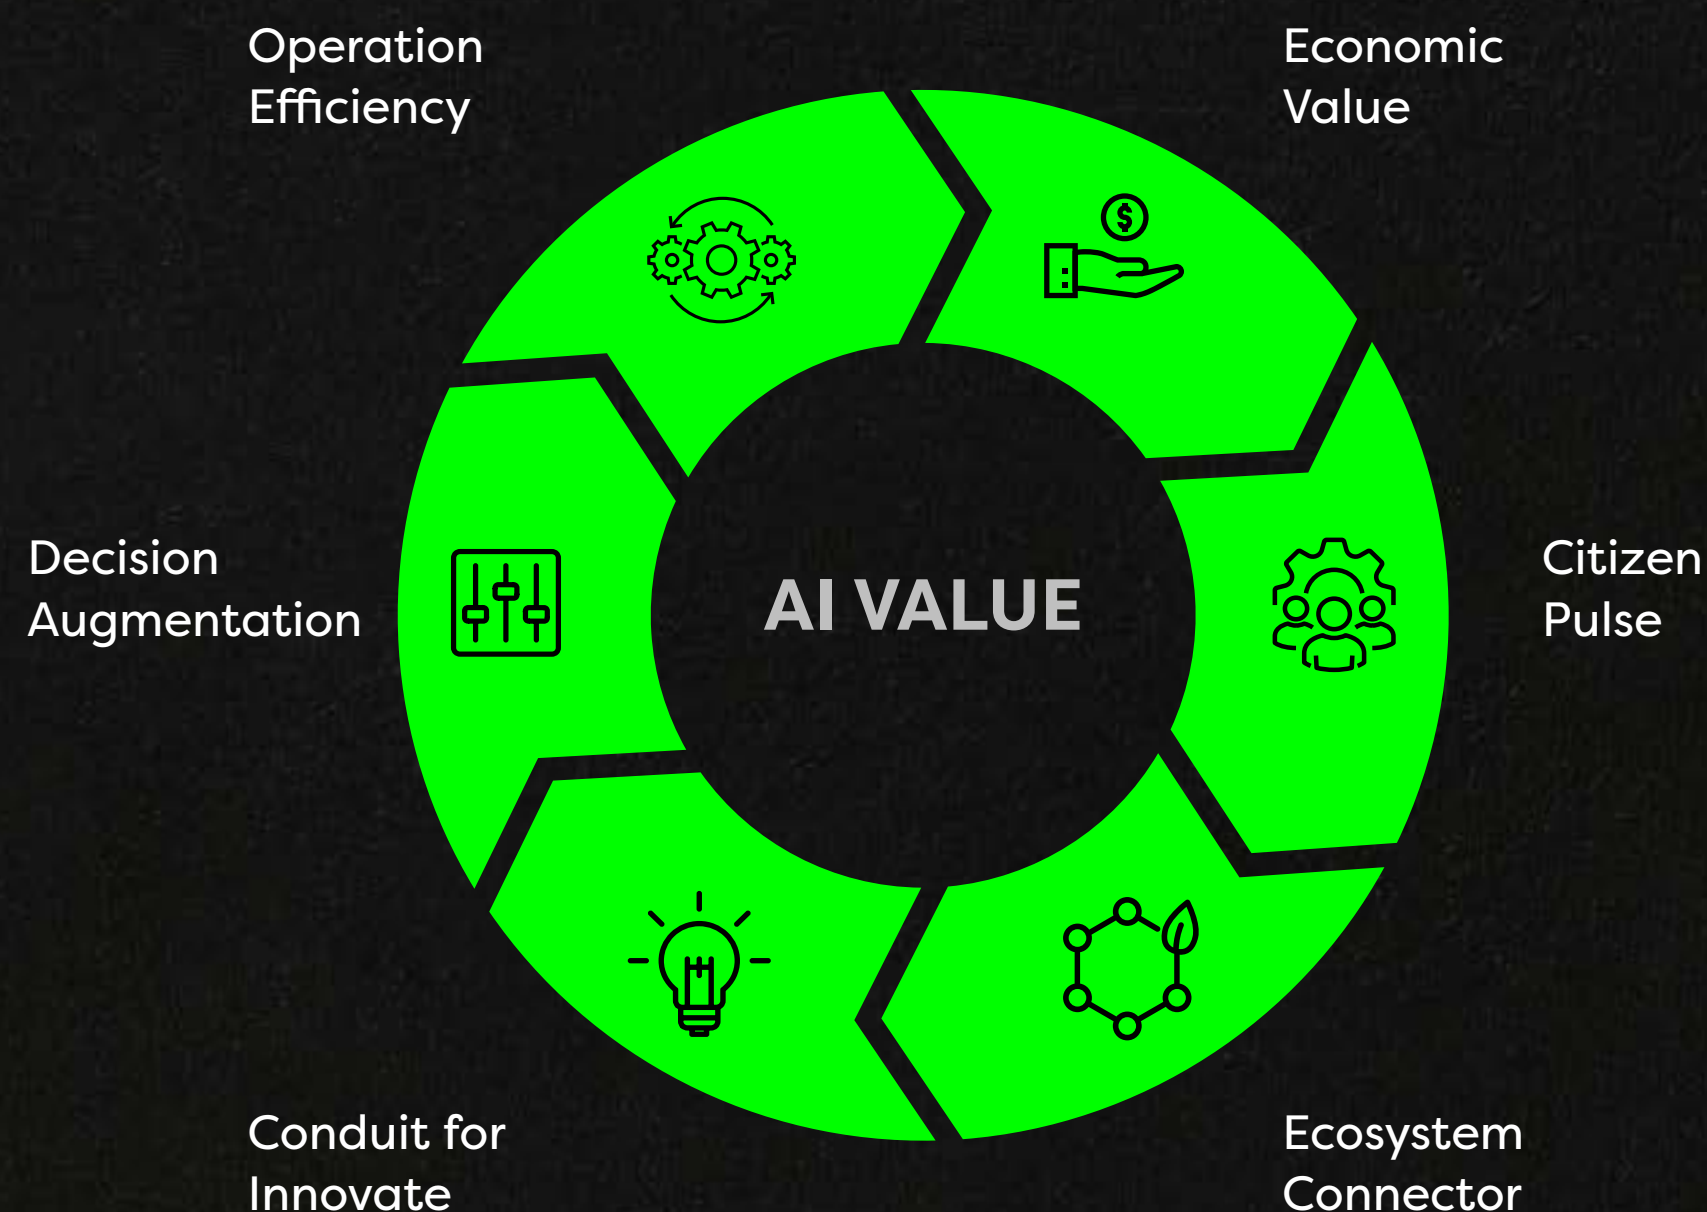 Operation
Efficiency
Economic
Value
Decision
Augmentation
AI VALUE
$
Citizen
Pulse
Conduit for
Innovate
Ecosystem
Connector